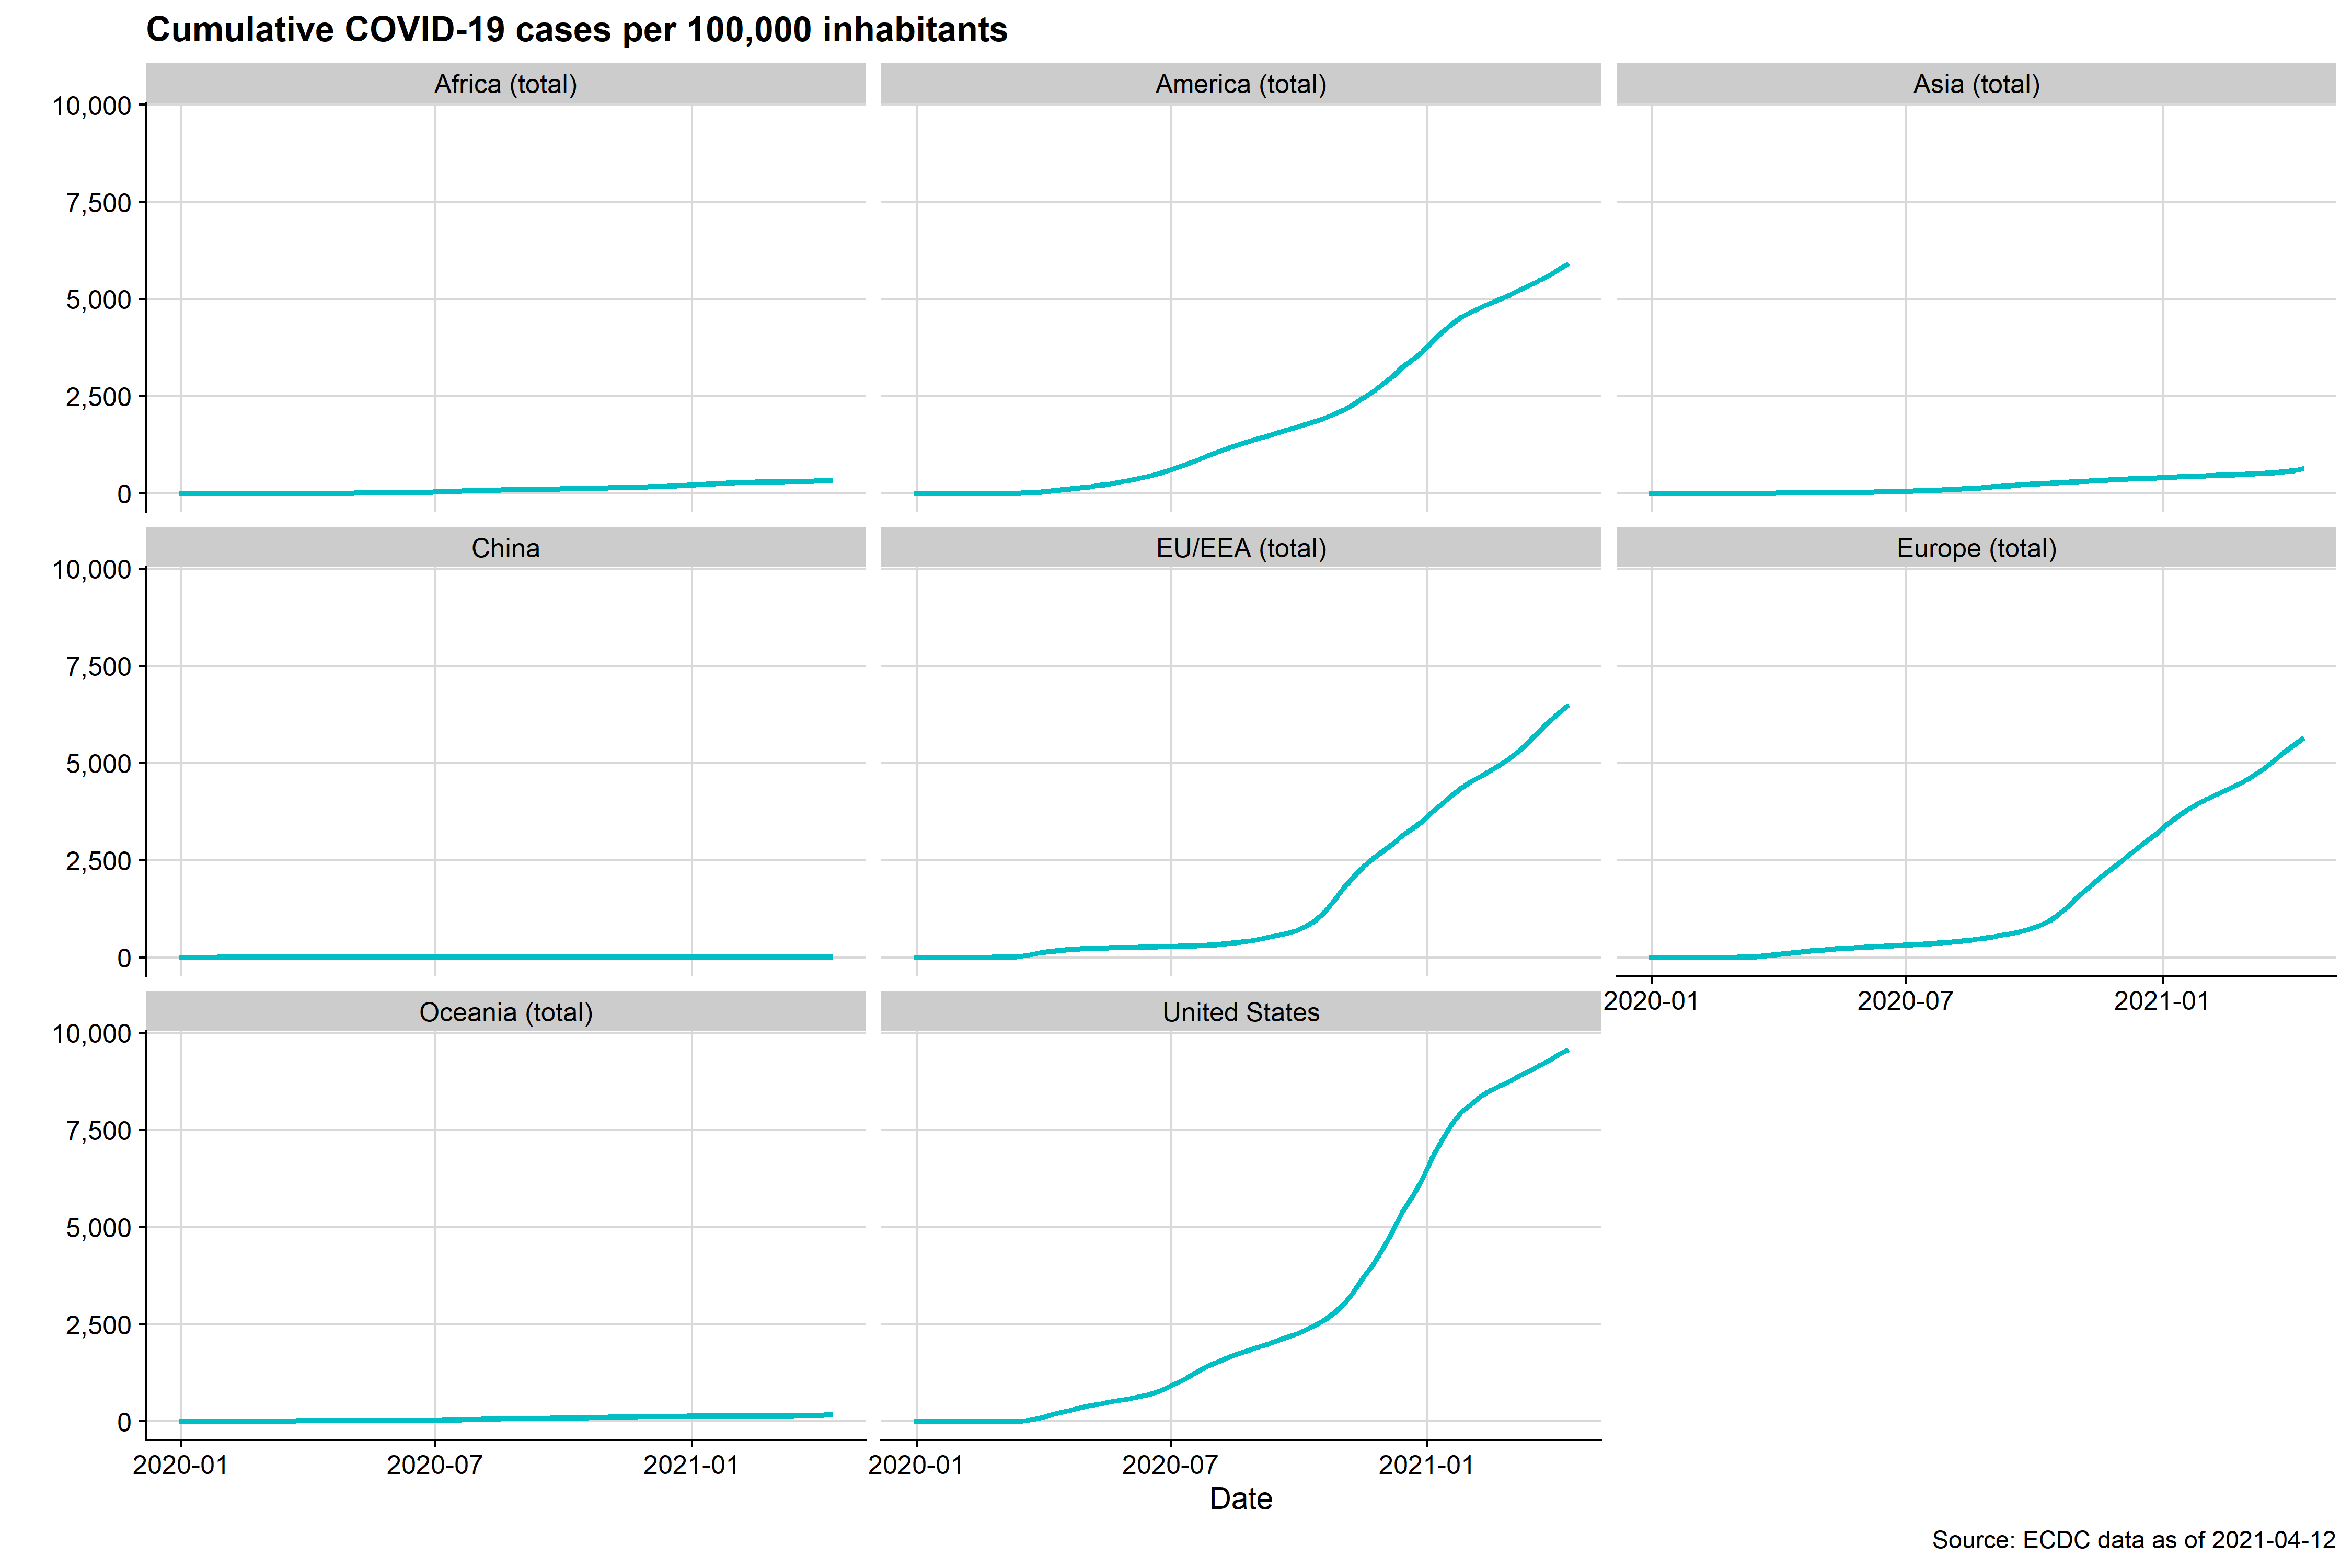 Cumulative COVID-19 cases per 100,000 inhabitants
Africa (total)
America (total)
Asia (total)
10,000
7,500
5,000
2,500
0
China
EU/EEA (total)
Europe (total)
10,000
7,500
5,000
2,500
0
2020-01
2020-07
2021-01
Oceania (total)
United States
10,000
7,500
5,000
2,500
0
2020-01
2020-07
2021-01
2020-01
2020-07
2021-01
Date
Source: ECDC data as of 2021-04-12